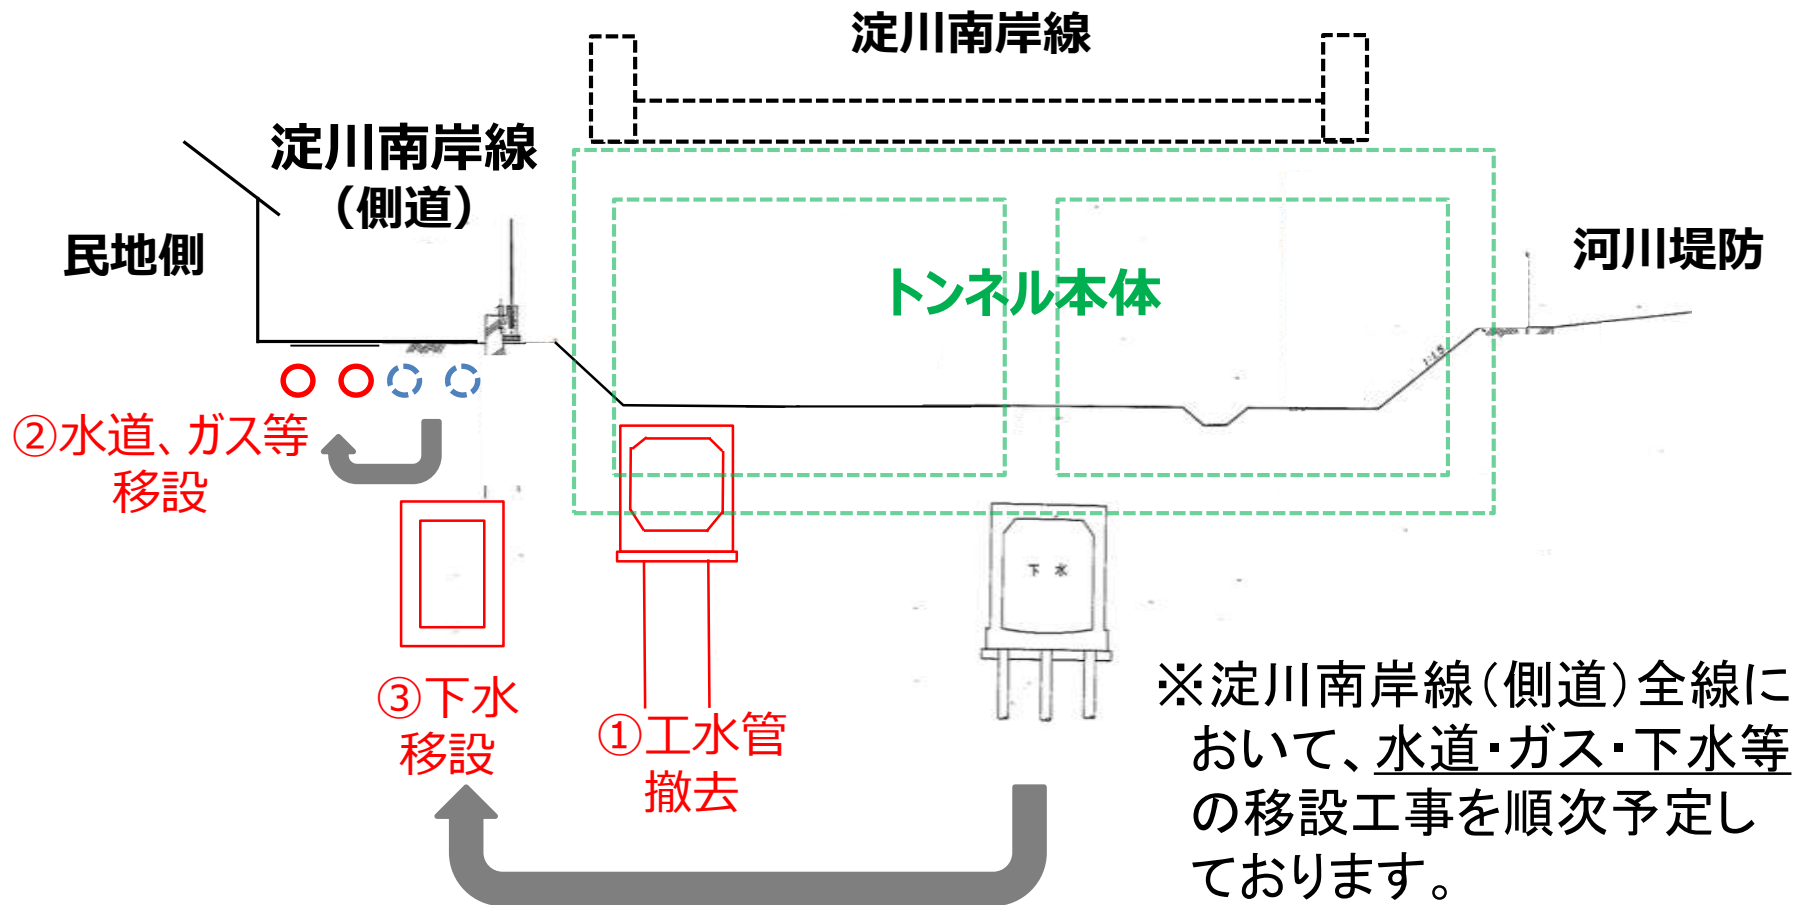 淀川南岸線
淀川南岸線
（側道）
民地側
河川堤防
トンネル本体
1:1.5
②水道、ガス等
移設
下水
③下水
移設
①工水管
撤去
※淀川南岸線（側道）全線に
おいて、水道・ガス・下水等
の移設工事を順次予定し
ております。